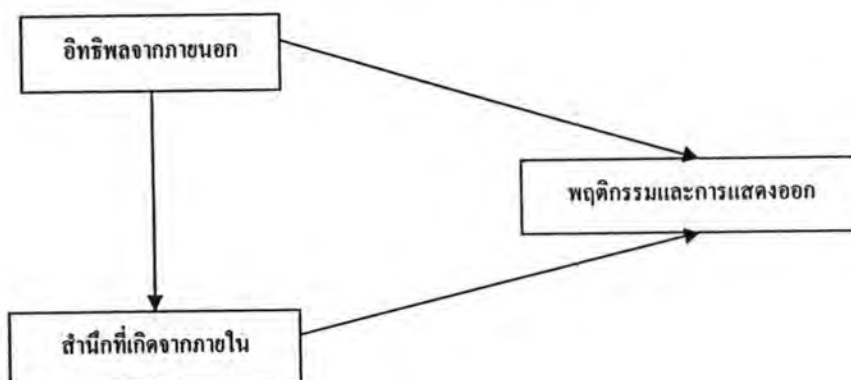 อิทธิพลจากภายนอก
พฤติกรรมและการแสดงออก
สำนึกที่เกิดจากภายใน